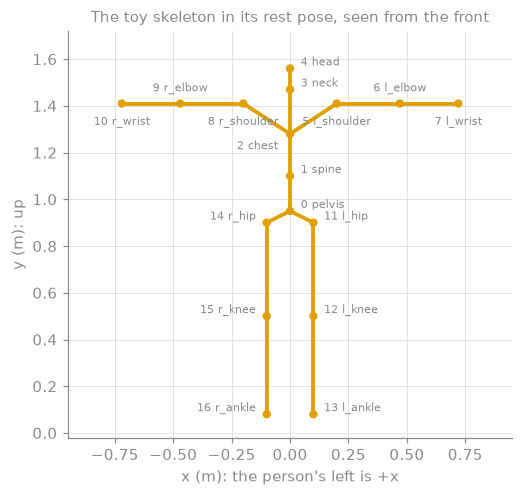 The toy skeleton in its rest pose, seen from the front
y (m): up
1.6
1.4
1.2
1.0
0.8
0.6
0.4
0.2
0.0
4 head
3 neck
9 r_elbow
6 l_elbow
10 r_wrist
8 r_shoulder
5 l_shoulder
7 l_wrist
2 chest
1 spine
0 pelvis
14 r_hip
11 l_hip
15 r_knee
12 l_knee
16 r_ankle
13 l_ankle
−0.75
−0.50
−0.25
0.00
0.25
0.50
0.75
x (m): the person's left is +x